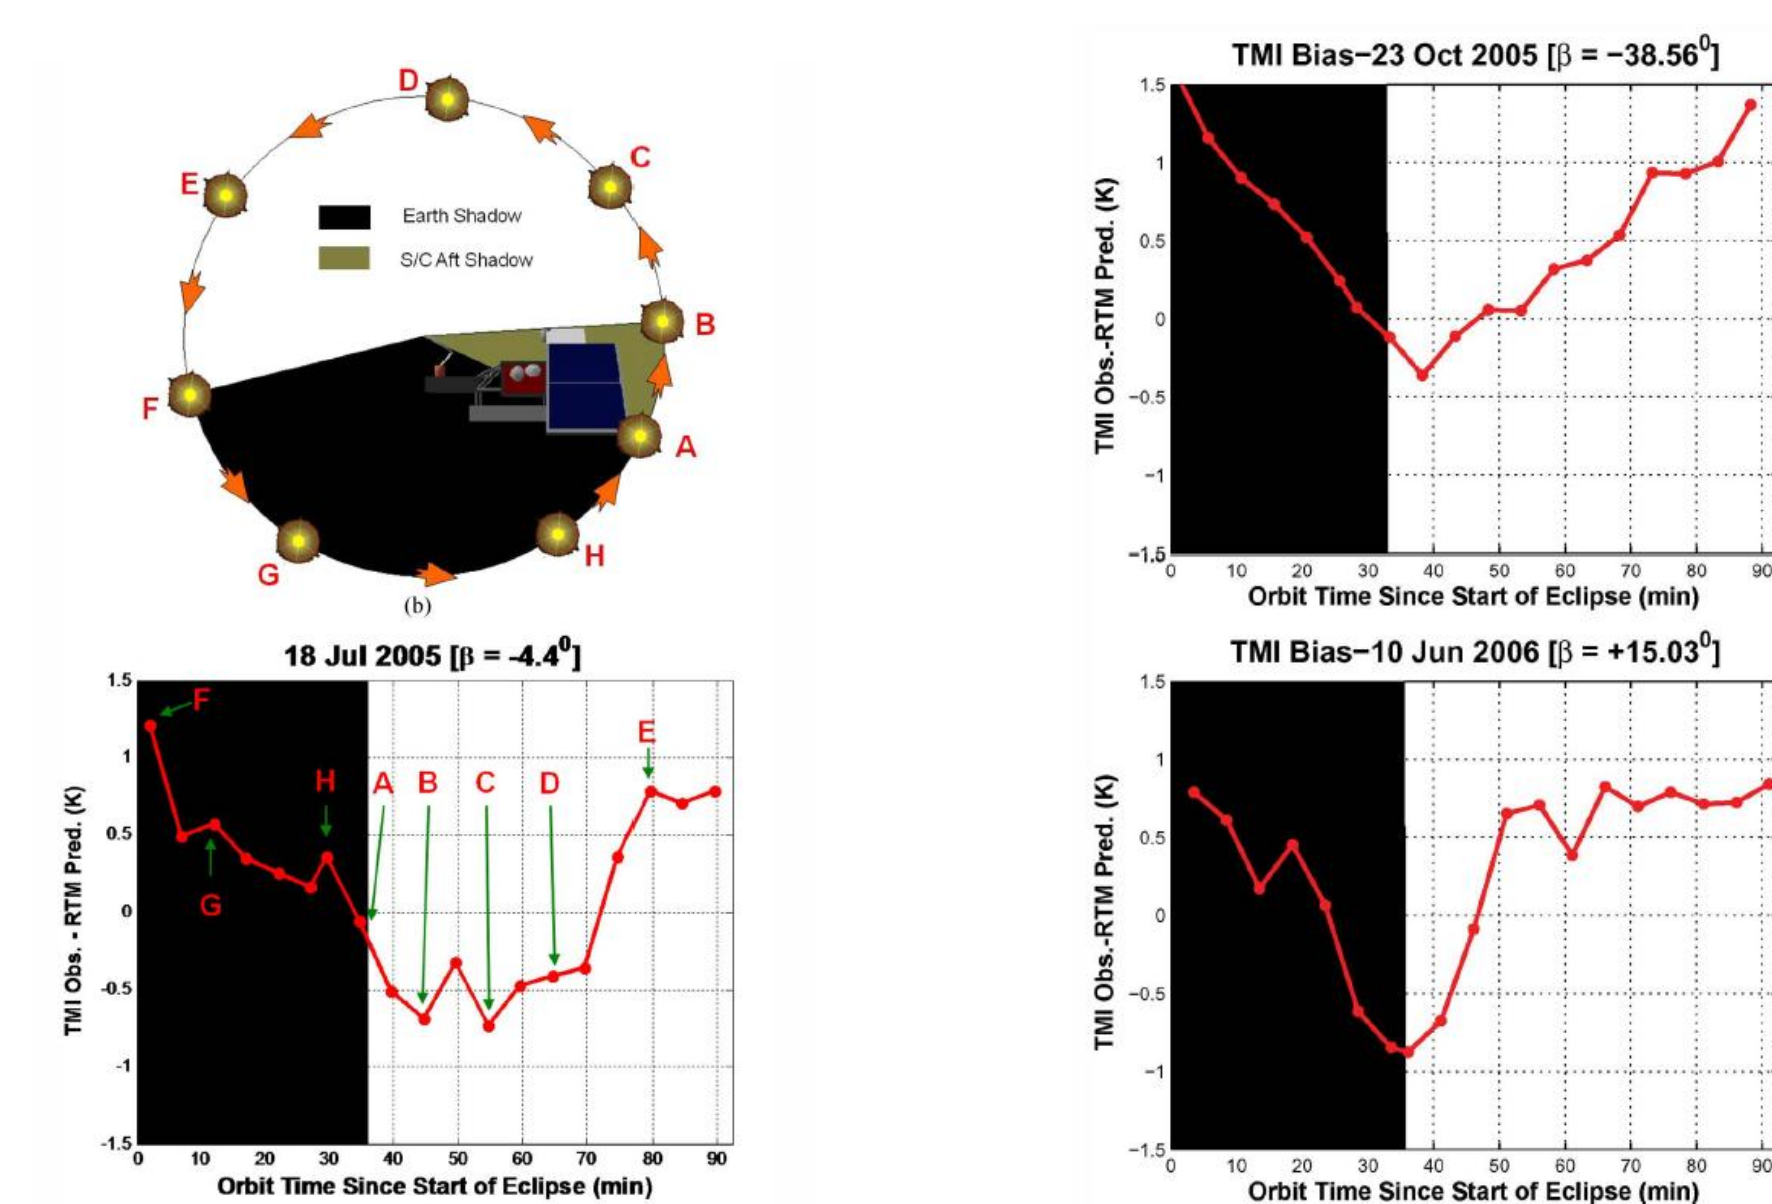 D
C
E
Earth Shadow
S/C Aft Shadow
B
F
A
G
H
(b)
18 Jul 2005 [β = -4.4⁰]
TMI Obs. - RTM Pred. (K)
1.5
1
0.5
0
-0.5
-1
-1.5
F
G
H
A
B
C
D
E
0 10 20 30 40 50 60 70 80 90
Orbit Time Since Start of Eclipse (min)
TMI Bias−23 Oct 2005 [β = −38.56⁰]
TMI Obs.-RTM Pred. (K)
1.5
1
0.5
0
−0.5
−1
−1.5
0 10 20 30 40 50 60 70 80 90
Orbit Time Since Start of Eclipse (min)
TMI Bias−10 Jun 2006 [β = +15.03⁰]
TMI Obs.-RTM Pred. (K)
1.5
1
0.5
0
−0.5
−1
−1.5
0 10 20 30 40 50 60 70 80 90
Orbit Time Since Start of Eclipse (min)